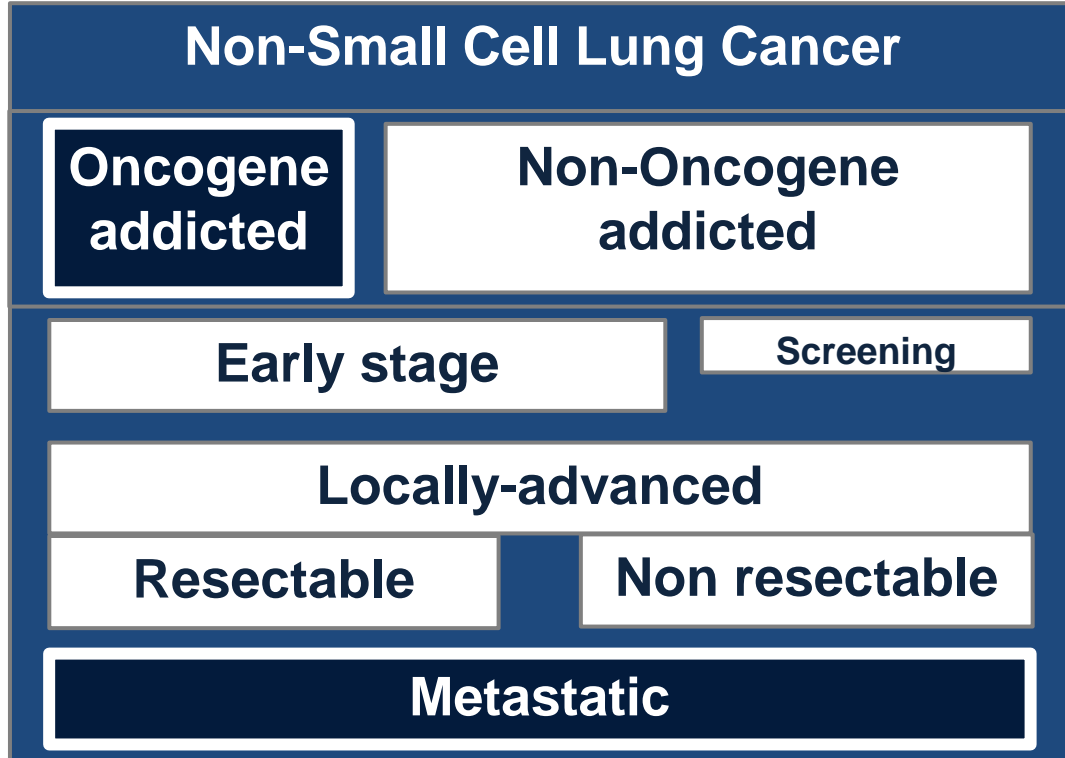 Non-Small Cell Lung Cancer
Oncogene
addicted
Non-Oncogene
addicted
Early stage
Screening
Locally-advanced
Resectable
Non resectable
Metastatic